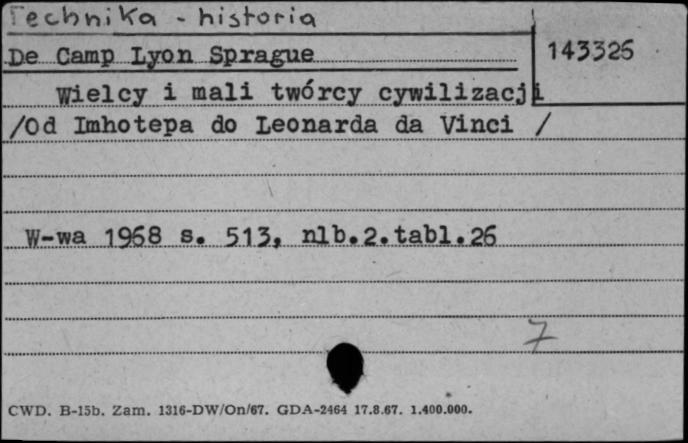 Technika - historia
De Camp Lyon Sprague 143326
Wielcy i mali twórcy cywilizacji
/Od Imhotepa do Leonarda da Vinci /
W-wa 1968 s. 513, nlb.2.tabl.26
7
CWD. B-15b. Zam. 1316-DW/On/67. GDA-2464 17.8.67. 1.400.000.